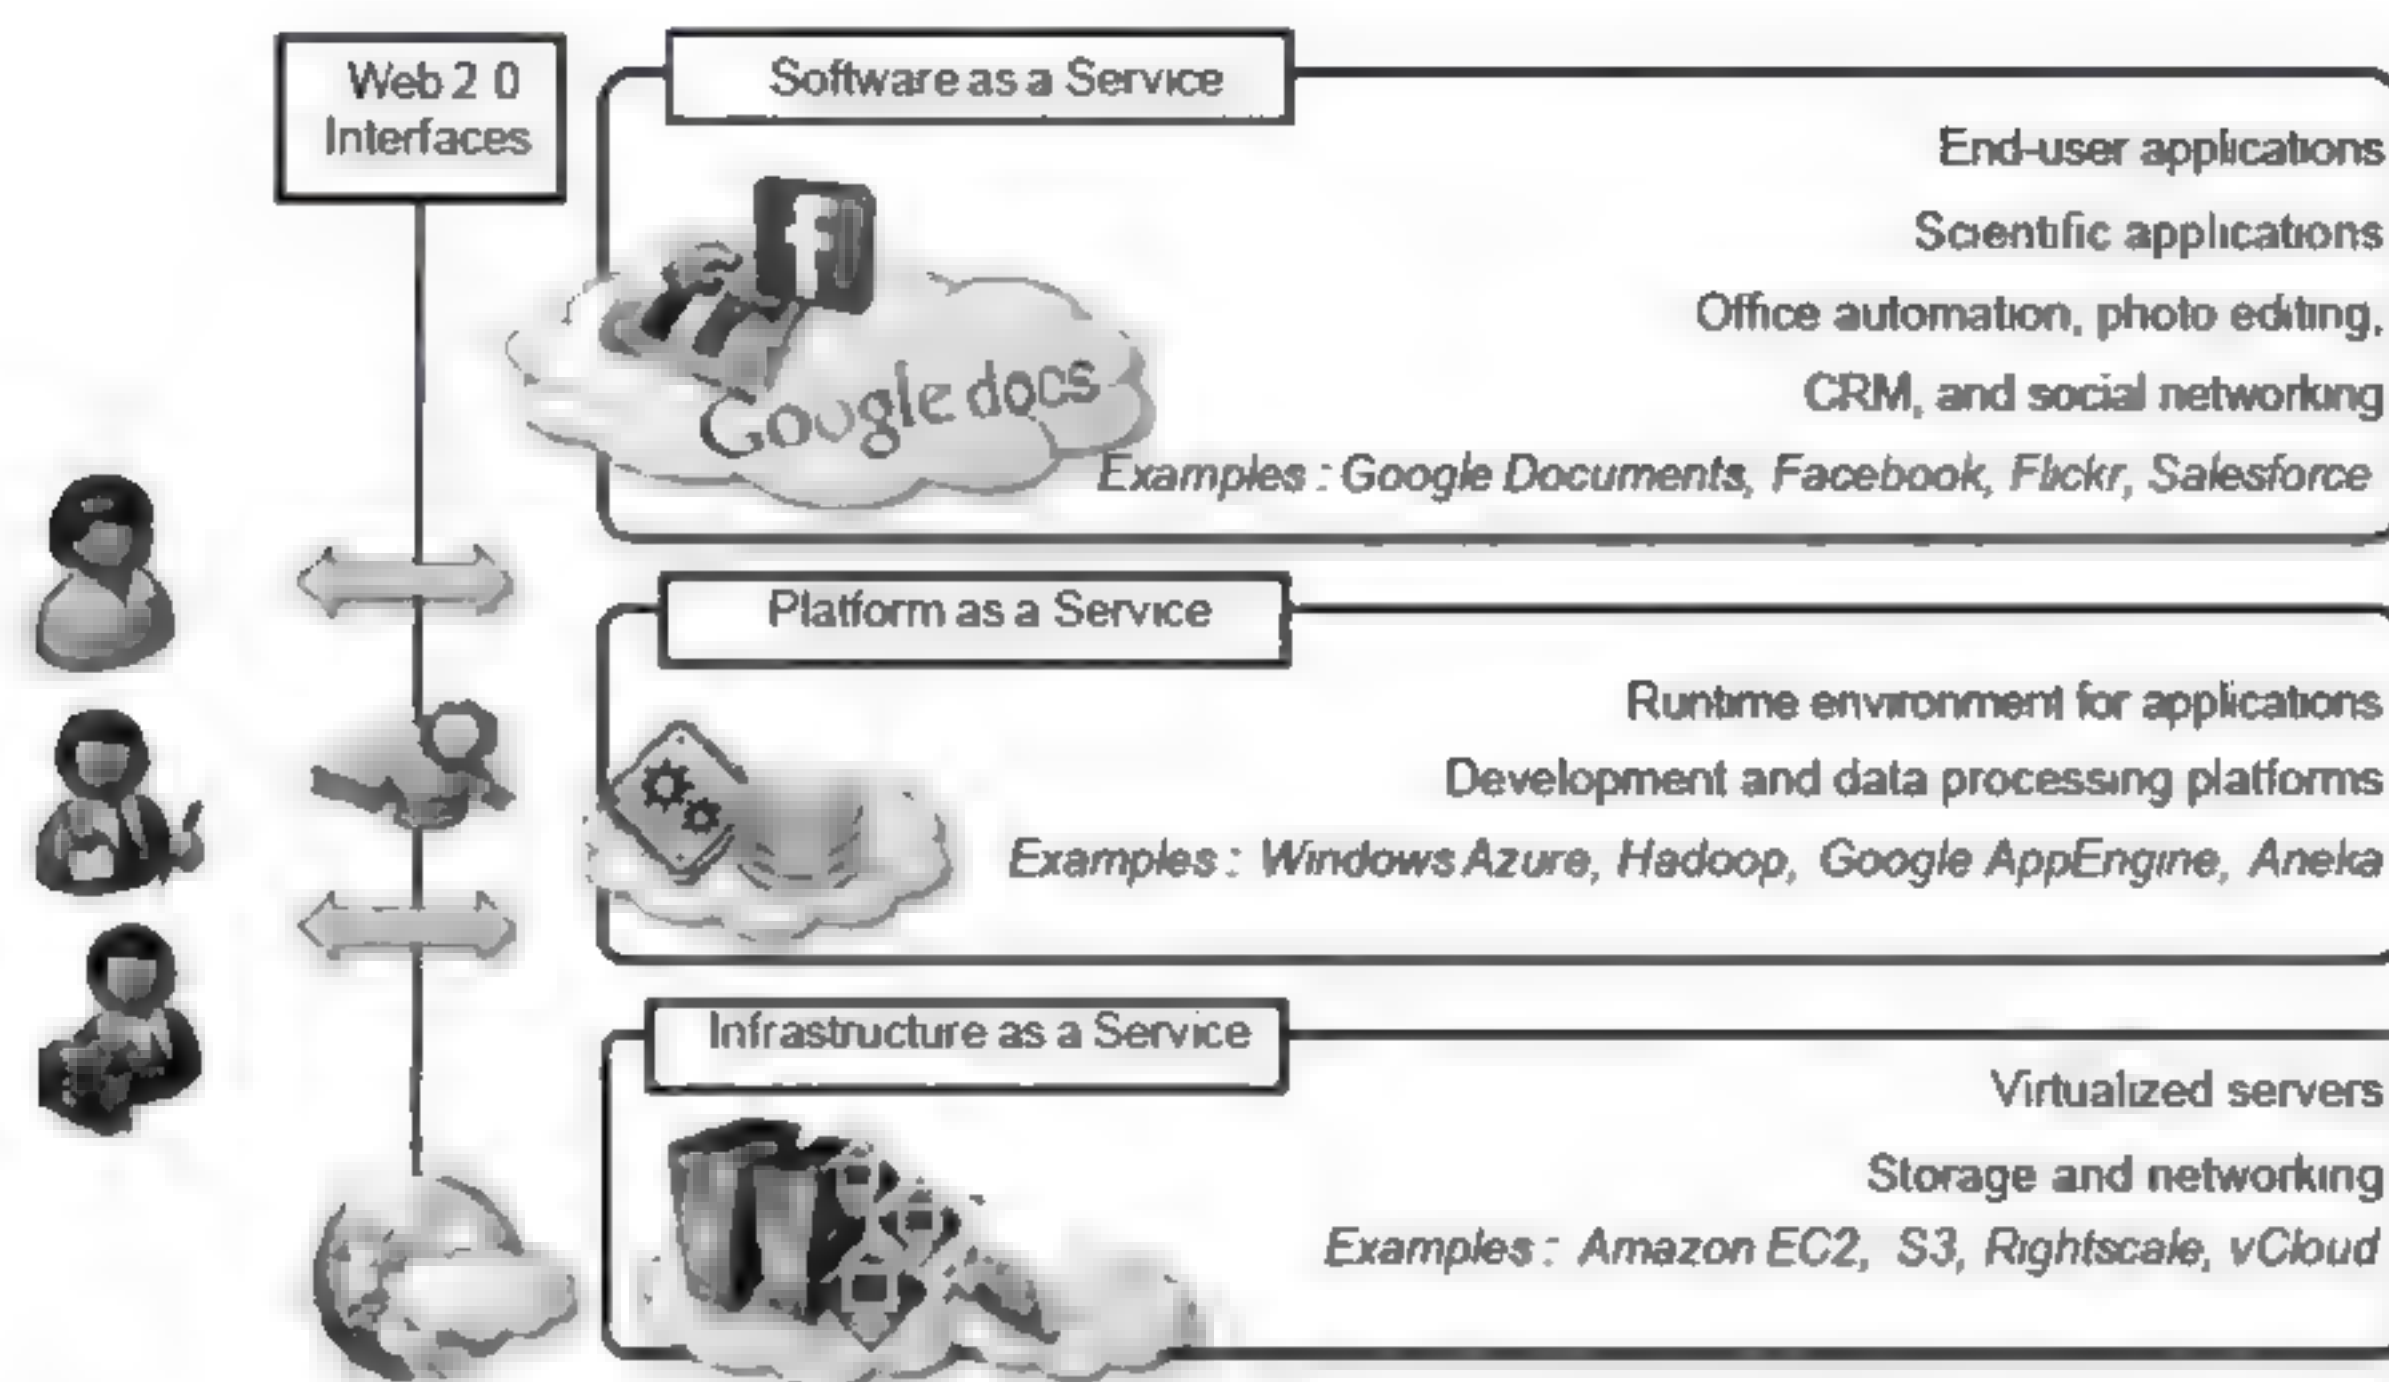 Web 2 0
Interfaces
Software as a Service
End-user applications
Scientific applications
Office automation, photo editing,
CRM, and social networking
Google docs
Examples : Google Documents, Facebook, Flickr, Salesforce
Platform as a Service
Runtime environment for applications
Development and data processing platforms
Examples : Windows Azure, Hadoop, Google AppEngine, Aneka
Infrastructure as a Service
Virtualized servers
Storage and networking
Examples : Amazon EC2, S3, Rightscale, vCloud